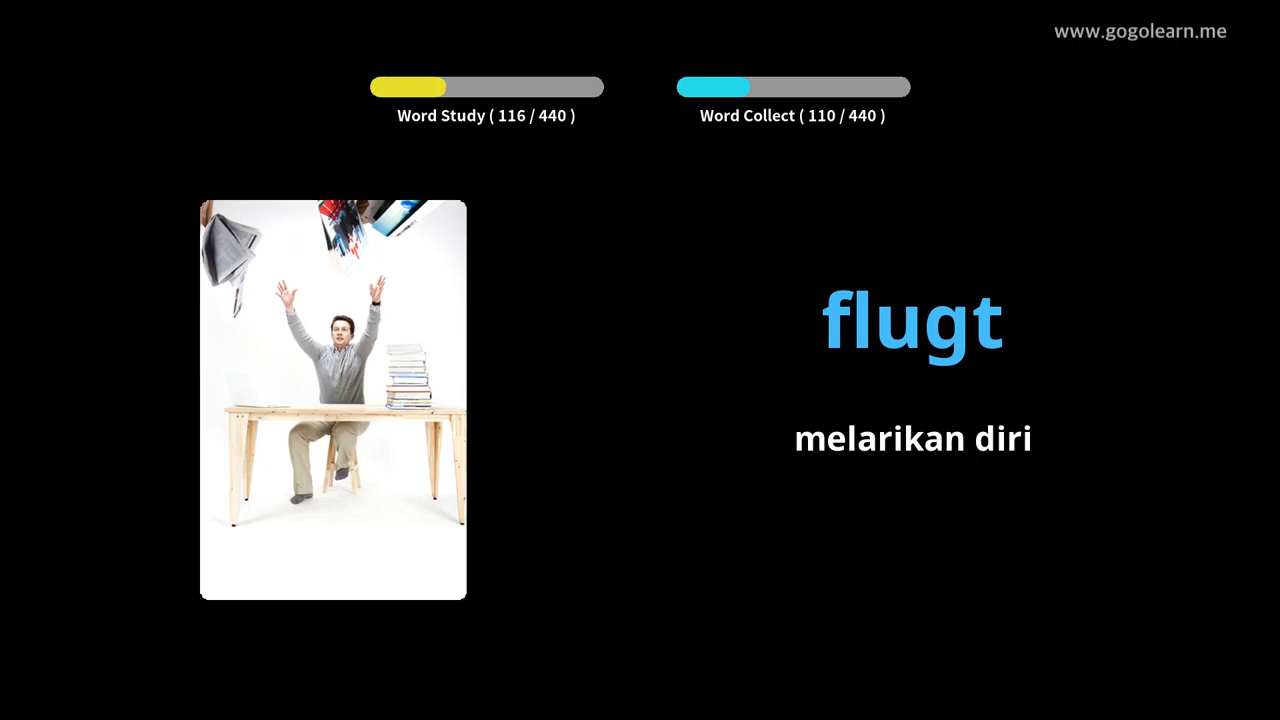 www.gogolearn.me
Word Study ( 116 / 440 )
Word Collect ( 110 / 440 )
flugt
melarikan diri